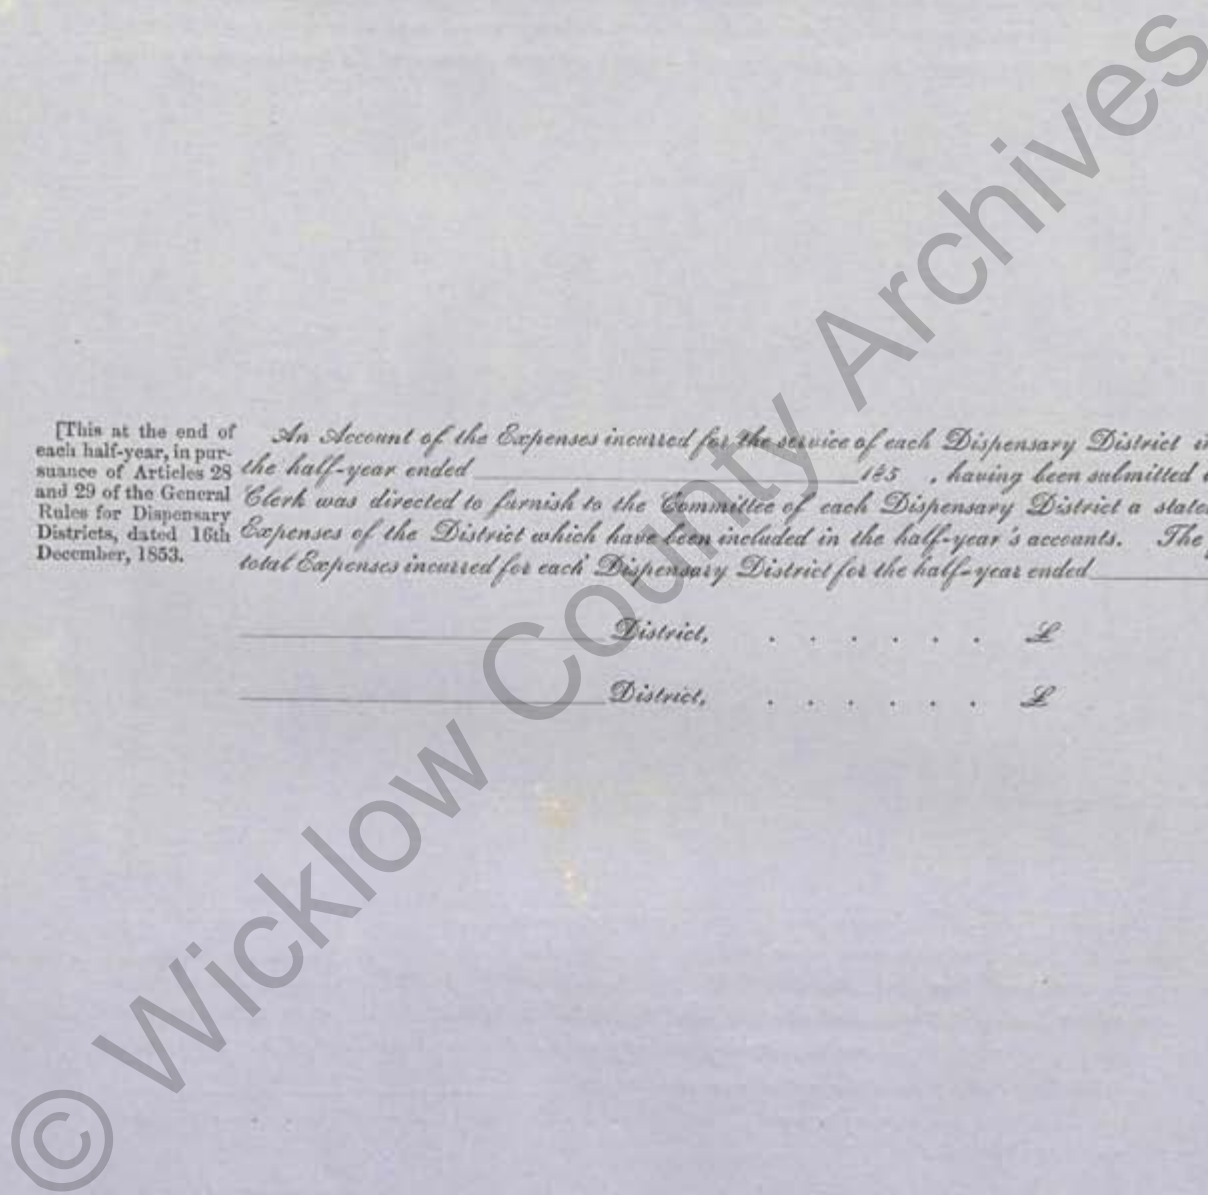 [This at the end of
each half-year, in pur-
suance of Articles 28
and 29 of the General
Rules for Dispensary
Districts, dated 16th
December, 1853.
An Account of the Expenses incurred for the service of each Dispensary District in
the half-year ended 185 , having been submitted
Clerk was directed to furnish to the Committee of each Dispensary District a state
Expenses of the District which have been included in the half-year's accounts. The
total Expenses incurred for each Dispensary District for the half-year ended
District, . . . . . . £
District, . . . . . . £
© Wicklow County Archives